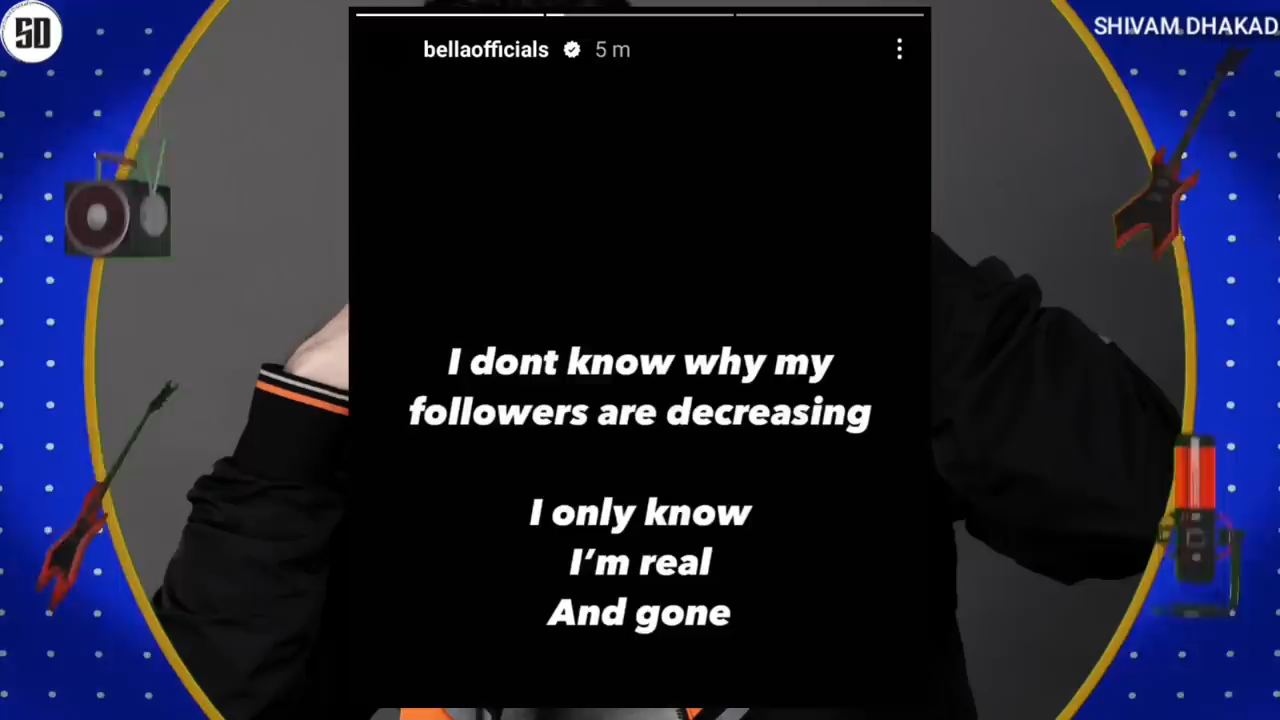 SD
SHIVAM DHAKAD
bellaofficials 5 m
I dont know why my
followers are decreasing
I only know
I’m real
And gone